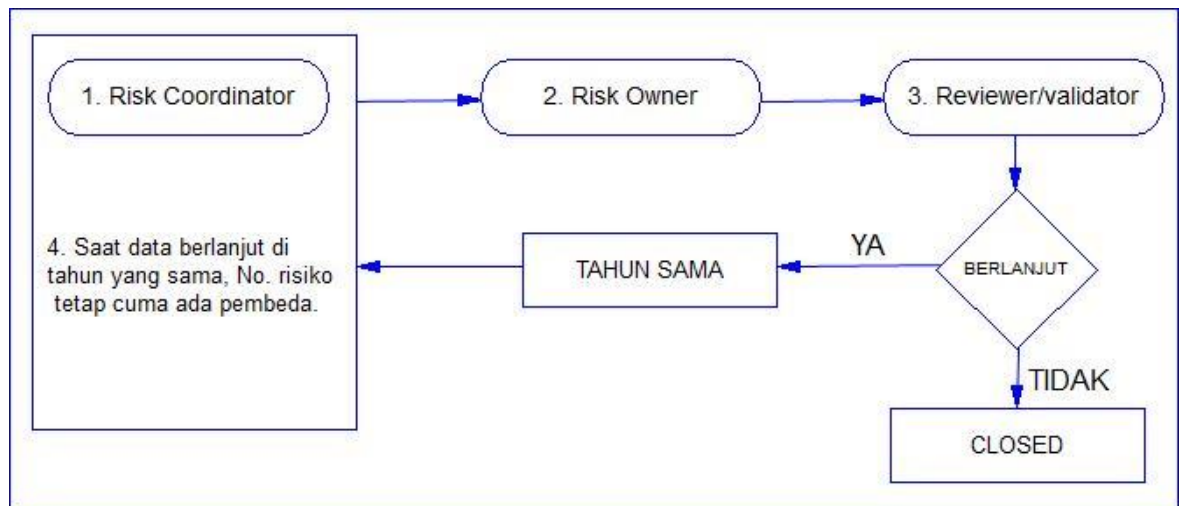 1. Risk Coordinator
2. Risk Owner
3. Reviewer/validator
4. Saat data berlanjut di
tahun yang sama, No. risiko
tetap cuma ada pembeda.
TAHUN SAMA
YA
BERLANJUT
TIDAK
CLOSED